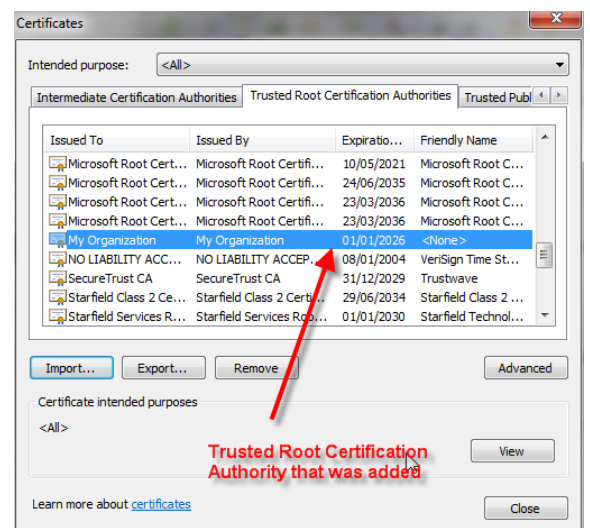 Certificates
Intended purpose: <All>
Intermediate Certification Authorities Trusted Root Certification Authorities Trusted Publ
Issued To Issued By Expiratio... Friendly Name
Microsoft Root Cert... Microsoft Root Certifi... 10/05/2021 Microsoft Root C...
Microsoft Root Cert... Microsoft Root Certifi... 24/06/2035 Microsoft Root C...
Microsoft Root Cert... Microsoft Root Certifi... 23/03/2036 Microsoft Root C...
Microsoft Root Cert... Microsoft Root Certifi... 23/03/2036 Microsoft Root C...
My Organization My Organization 01/01/2026 <None>
NO LIABILITY ACC... NO LIABILITY ACCEP... 08/01/2004 VeriSign Time St...
SecureTrust CA SecureTrust CA 31/12/2029 Trustwave
Starfield Class 2 Ce... Starfield Class 2 Certi... 29/06/2034 Starfield Class 2 ...
Starfield Services R... Starfield Services Roo... 01/01/2030 Starfield Technol...
Import... Export... Remove Advanced
Certificate intended purposes
<All>
Trusted Root Certification
Authority that was added
View
Learn more about certificates
Close